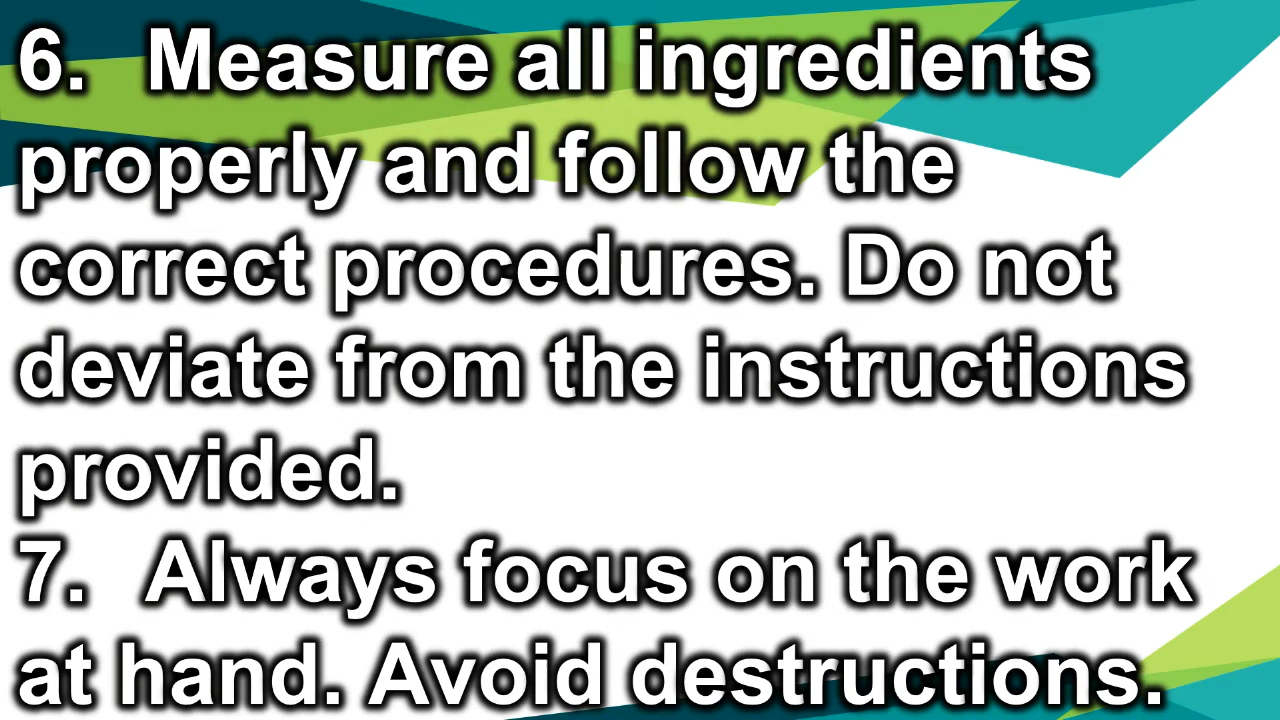 6. Measure all ingredients
properly and follow the
correct procedures. Do not
deviate from the instructions
provided.
7. Always focus on the work
at hand. Avoid destructions.